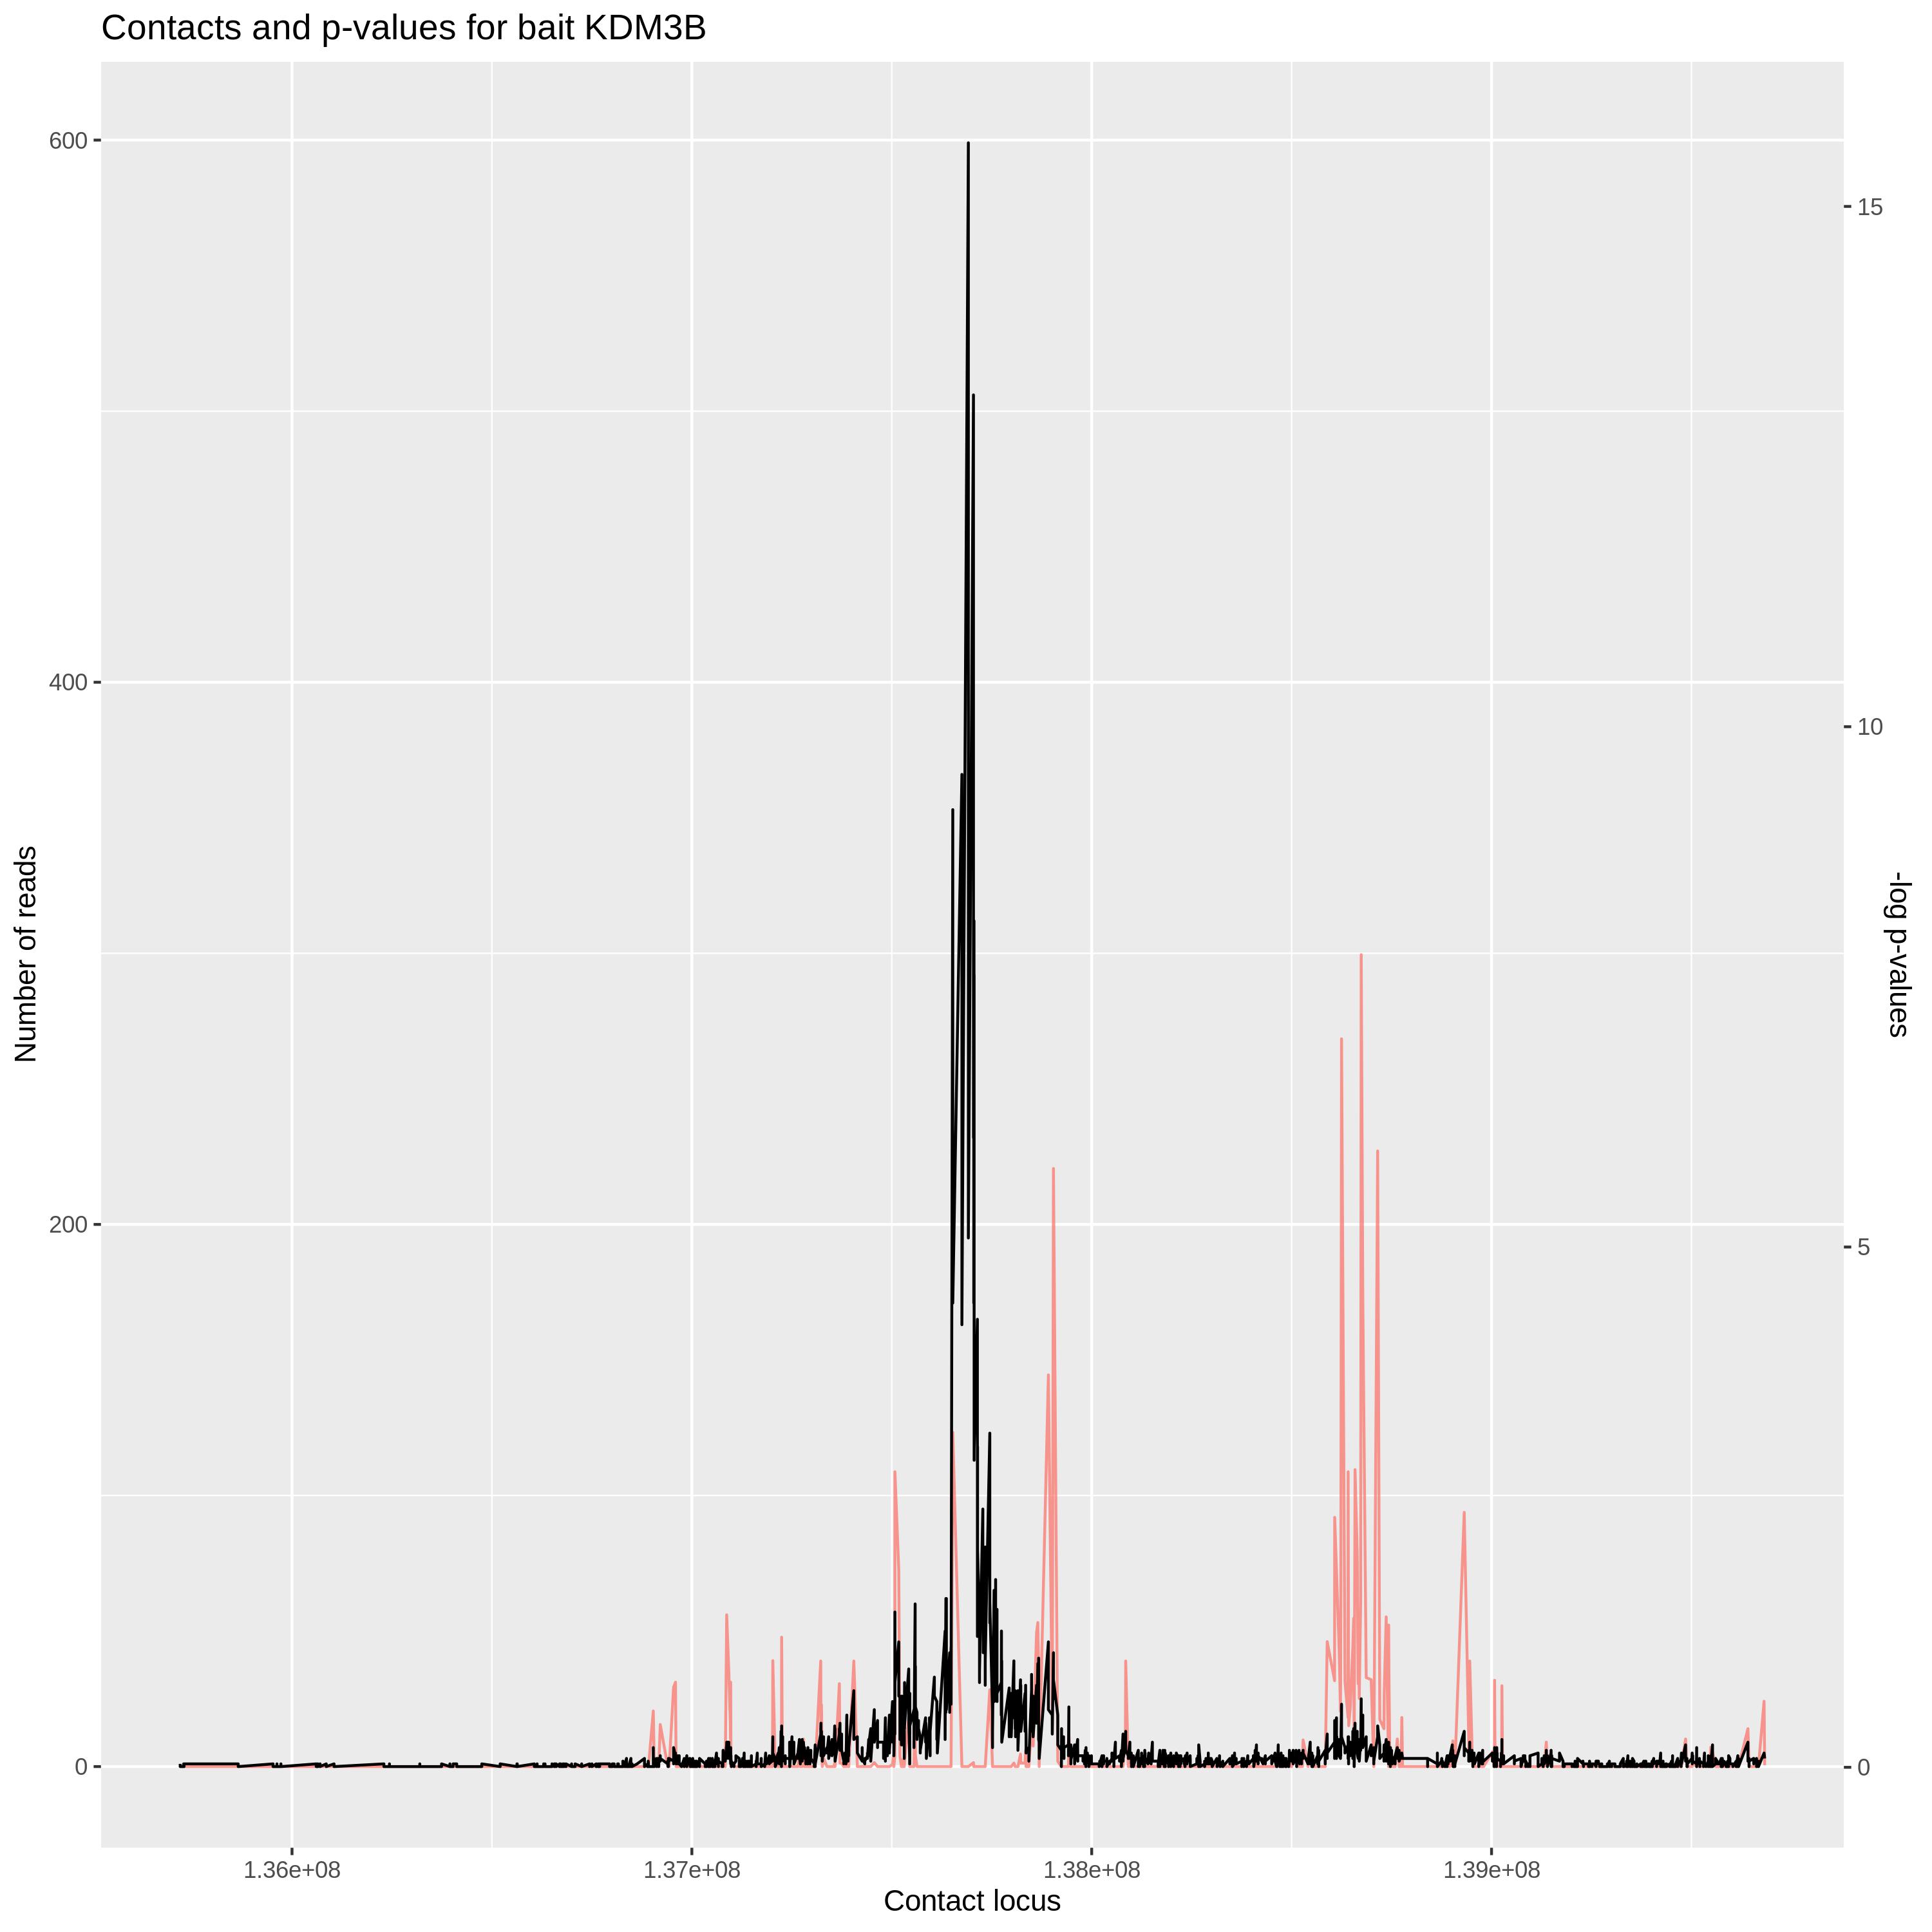 Contacts and p-values for bait KDM3B
600
400
200
0
Number of reads
15
10
5
0
-log p-values
1.36e+08
1.37e+08
1.38e+08
1.39e+08
Contact locus